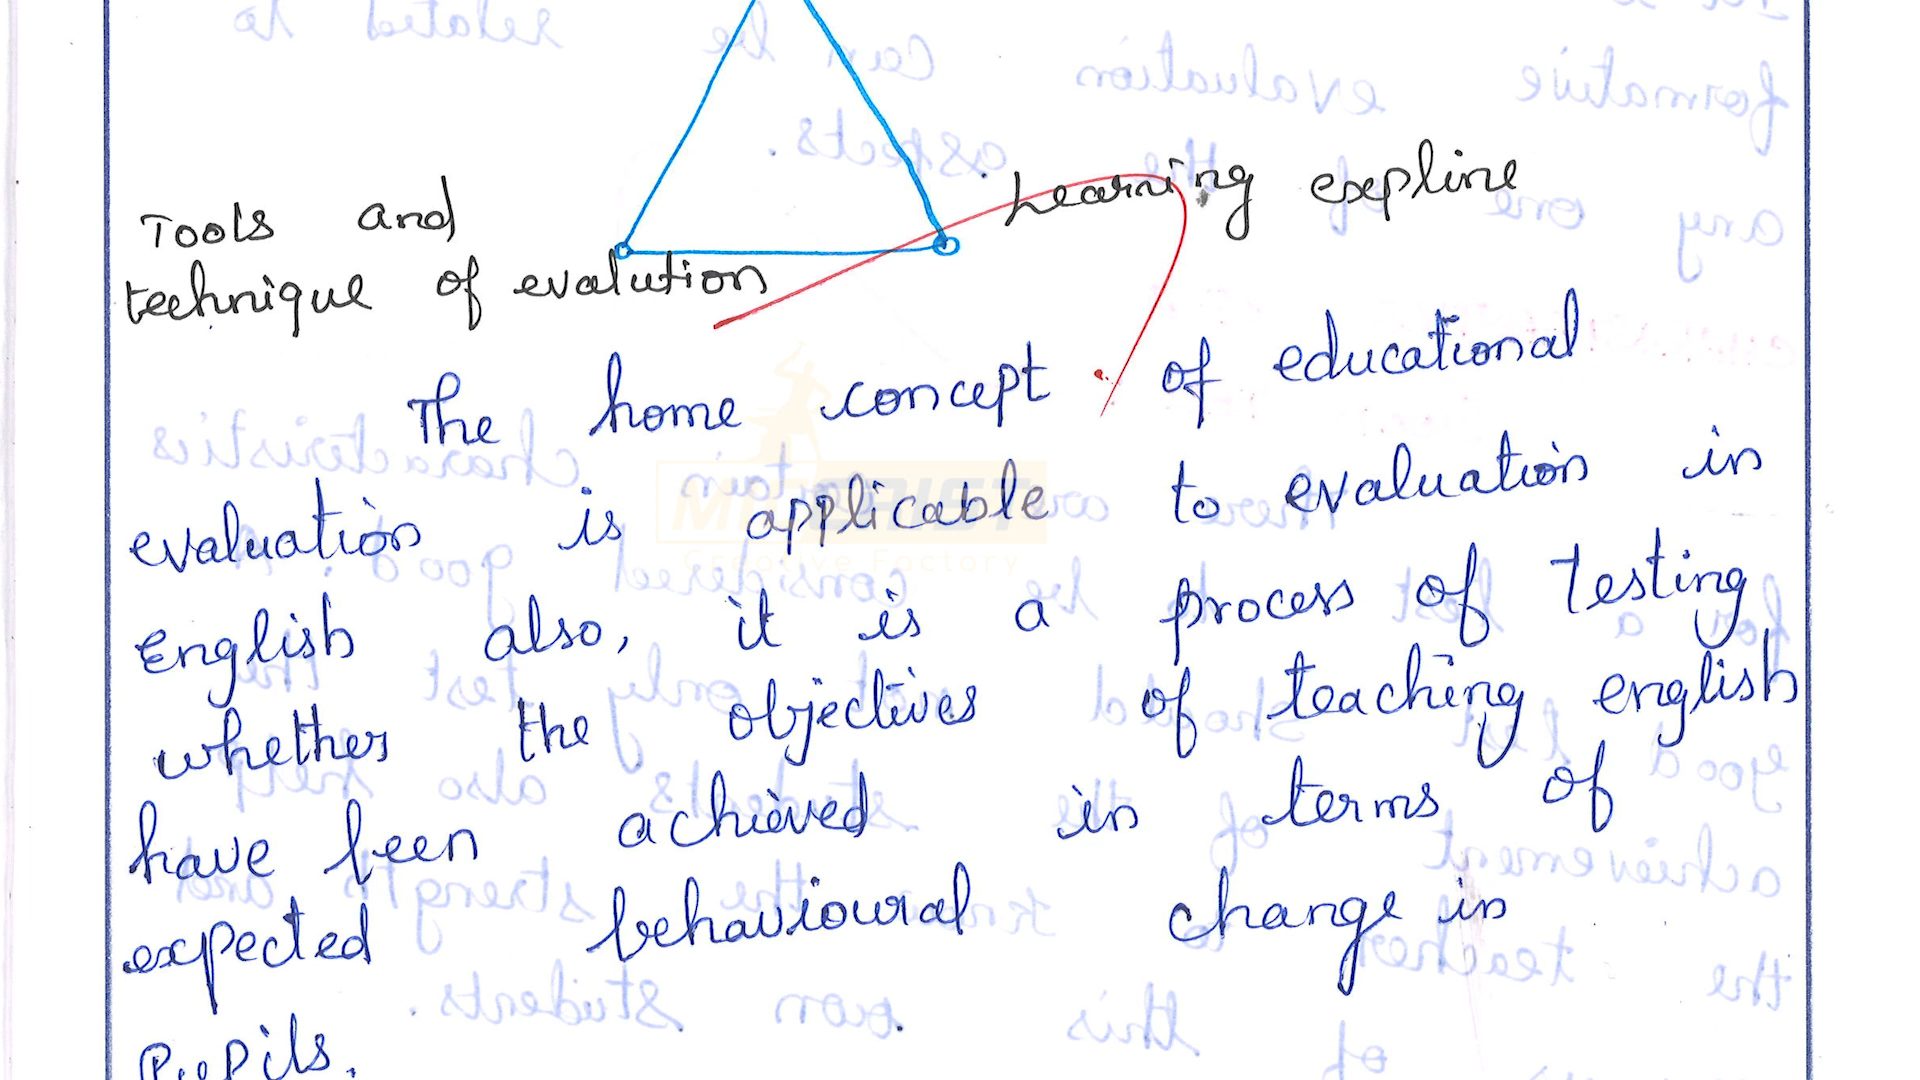 Learning expline
Tools and
technique of evalution
The home concept of educational
evaluation is applicable to evaluation in
English also, it is a process of Testing
whether the objectives of teaching english
have been achieved in terms of
expected behavioural change in
Pupils.